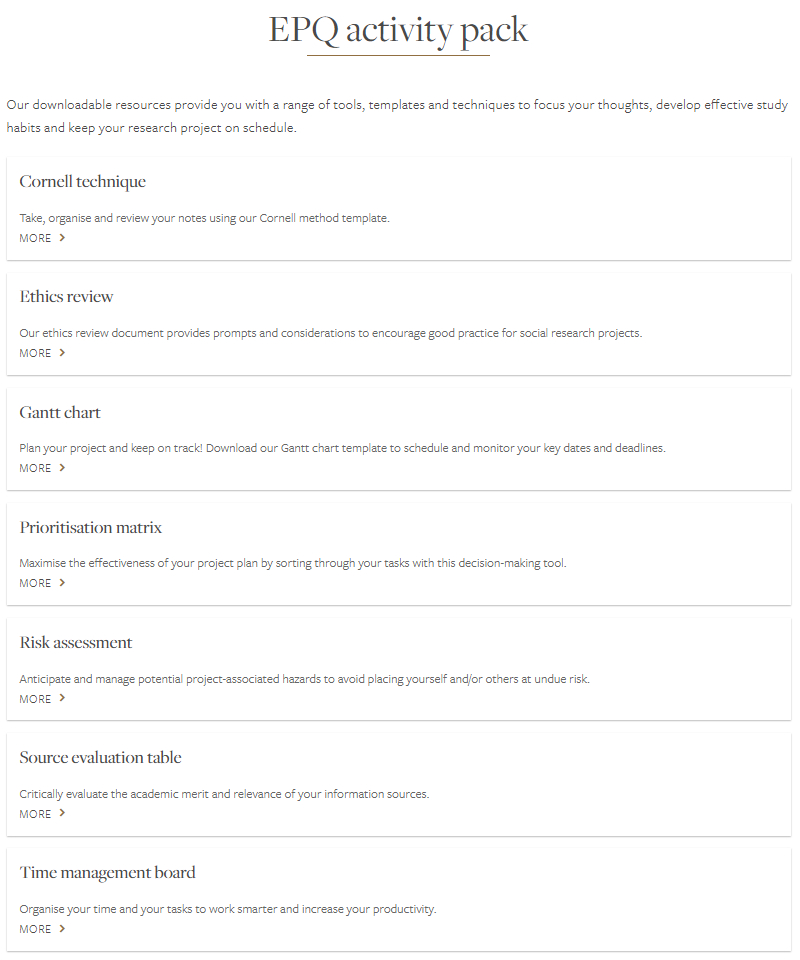 EPQ activity pack
Our downloadable resources provide you with a range of tools, templates and techniques to focus your thoughts, develop effective study
habits and keep your research project on schedule.
Cornell technique
Take, organise and review your notes using our Cornell method template.
MORE >
Ethics review
Our ethics review document provides prompts and considerations to encourage good practice for social research projects.
MORE >
Gantt chart
Plan your project and keep on track! Download our Gantt chart template to schedule and monitor your key dates and deadlines.
MORE >
Prioritisation matrix
Maximise the effectiveness of your project plan by sorting through your tasks with this decision-making tool.
MORE >
Risk assessment
Anticipate and manage potential project-associated hazards to avoid placing yourself and/or others at undue risk.
MORE >
Source evaluation table
Critically evaluate the academic merit and relevance of your information sources.
MORE >
Time management board
Organise your time and your tasks to work smarter and increase your productivity.
MORE >